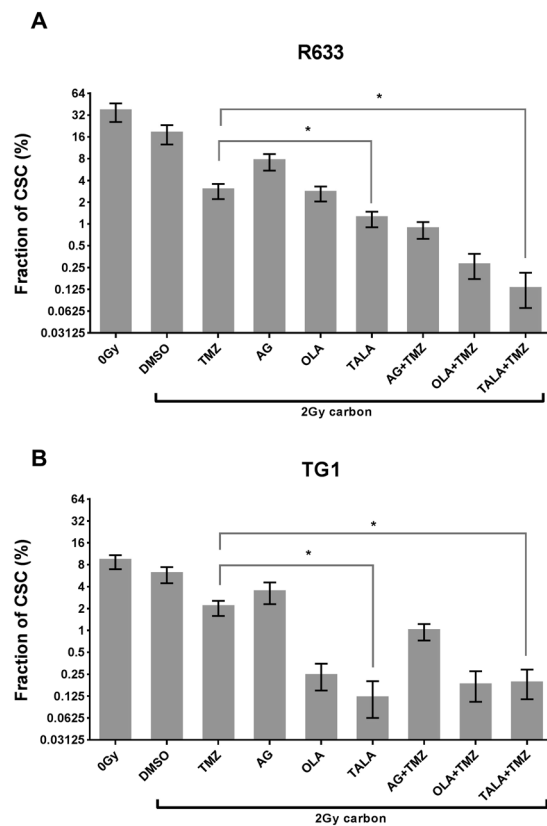 A
R633
Fraction of CSC (%)
64
32
16
8
4
2
1
0.5
0.25
0.125
0.0625
0.03125
*
*
0Gy
DMSO
TMZ
AG
OLA
TALA
AG+TMZ
OLA+TMZ
TALA+TMZ
2Gy carbon
B
TG1
Fraction of CSC (%)
64
32
16
8
4
2
1
0.5
0.25
0.125
0.0625
0.03125
*
*
0Gy
DMSO
TMZ
AG
OLA
TALA
AG+TMZ
OLA+TMZ
TALA+TMZ
2Gy carbon